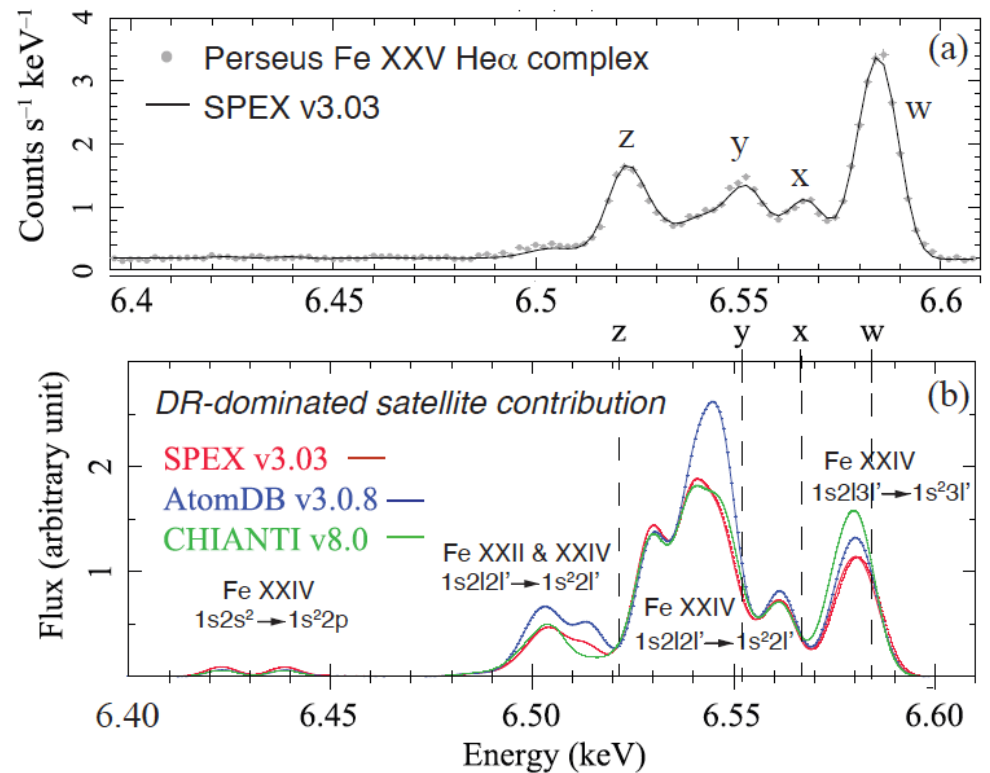 4
3
2
1
0
Counts s⁻¹ keV⁻¹
Perseus Fe XXV Heα complex
SPEX v3.03
(a)
z
y
x
w
6.4
6.45
6.5
6.55
6.6
z
y
x
w
DR-dominated satellite contribution
(b)
SPEX v3.03
AtomDB v3.0.8
CHIANTI v8.0
Fe XXIV
1s2s²→1s²2p
Fe XXII & XXIV
1s2l2l’→1s²2l’
Fe XXIV
1s2l2l’→1s²2l’
Fe XXIV
1s2l3l’→1s²3l’
2
1
Flux (arbitrary unit)
6.40
6.45
6.50
6.55
6.60
Energy (keV)